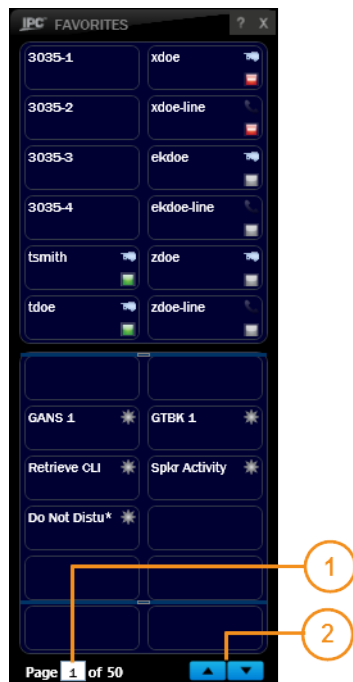 IPC FAVORITES ? X
3035-1 xdoe
3035-2 xdoe-line
3035-3 ekdoe
3035-4 ekdoe-line
tsmith zdoe
tdoe zdoe-line
GANS 1 GTBK 1
Retrieve CLI Spkr Activity
Do Not Distu*
1
2
Page 1 of 50